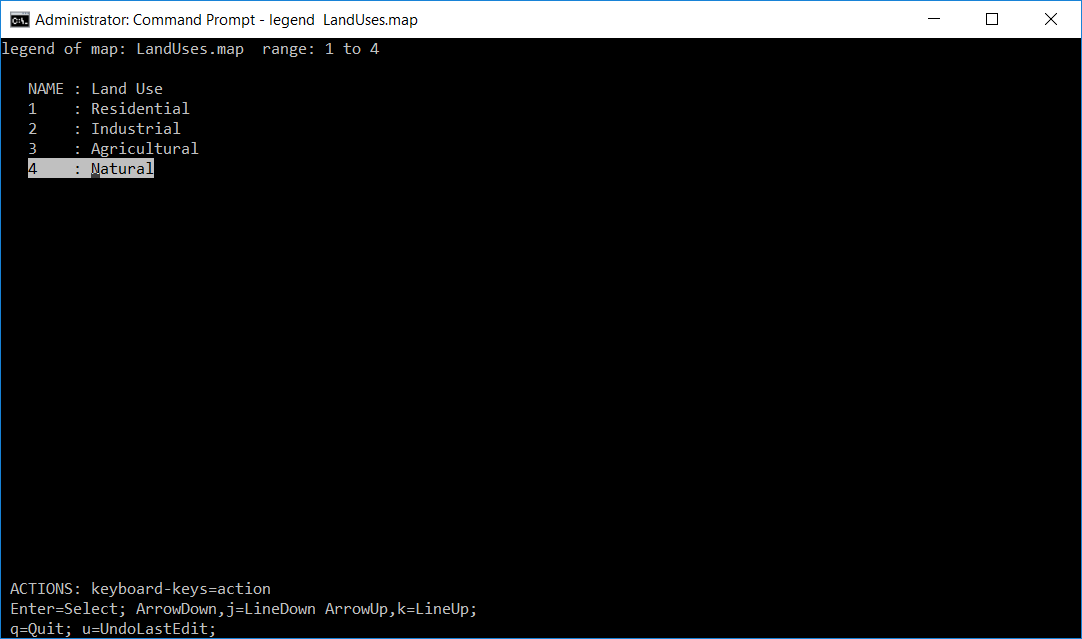 Administrator: Command Prompt - legend  LandUses.map
legend of map: LandUses.map  range: 1 to 4
NAME : Land Use
1    : Residential
2    : Industrial
3    : Agricultural
4    : Natural
ACTIONS: keyboard-keys=action
Enter=Select; ArrowDown,j=LineDown ArrowUp,k=LineUp;
q=Quit; u=UndoLastEdit;